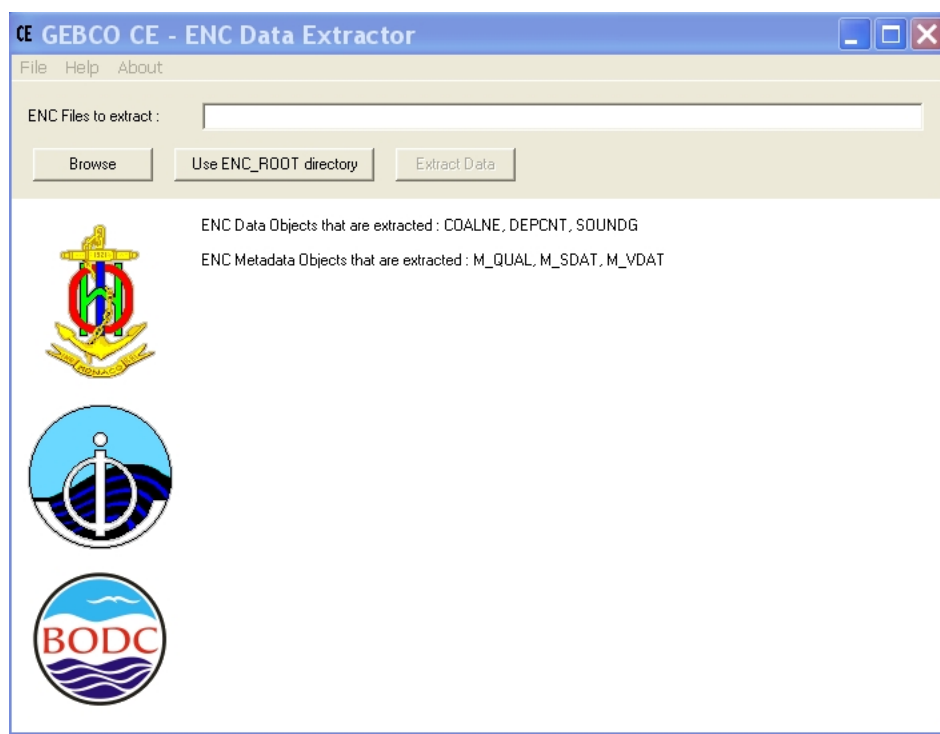 CE GEBCO CE - ENC Data Extractor
File Help About
ENC Files to extract :
Browse Use ENC_ROOT directory Extract Data
ENC Data Objects that are extracted : COALNE, DEPCNT, SOUNDG
ENC Metadata Objects that are extracted : M_QUAL, M_SDAT, M_VDAT
1921
MONACO
BODC